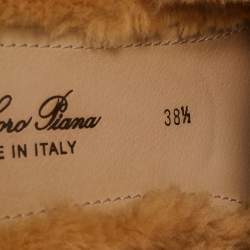 oro Piana
E IN ITALY
38½